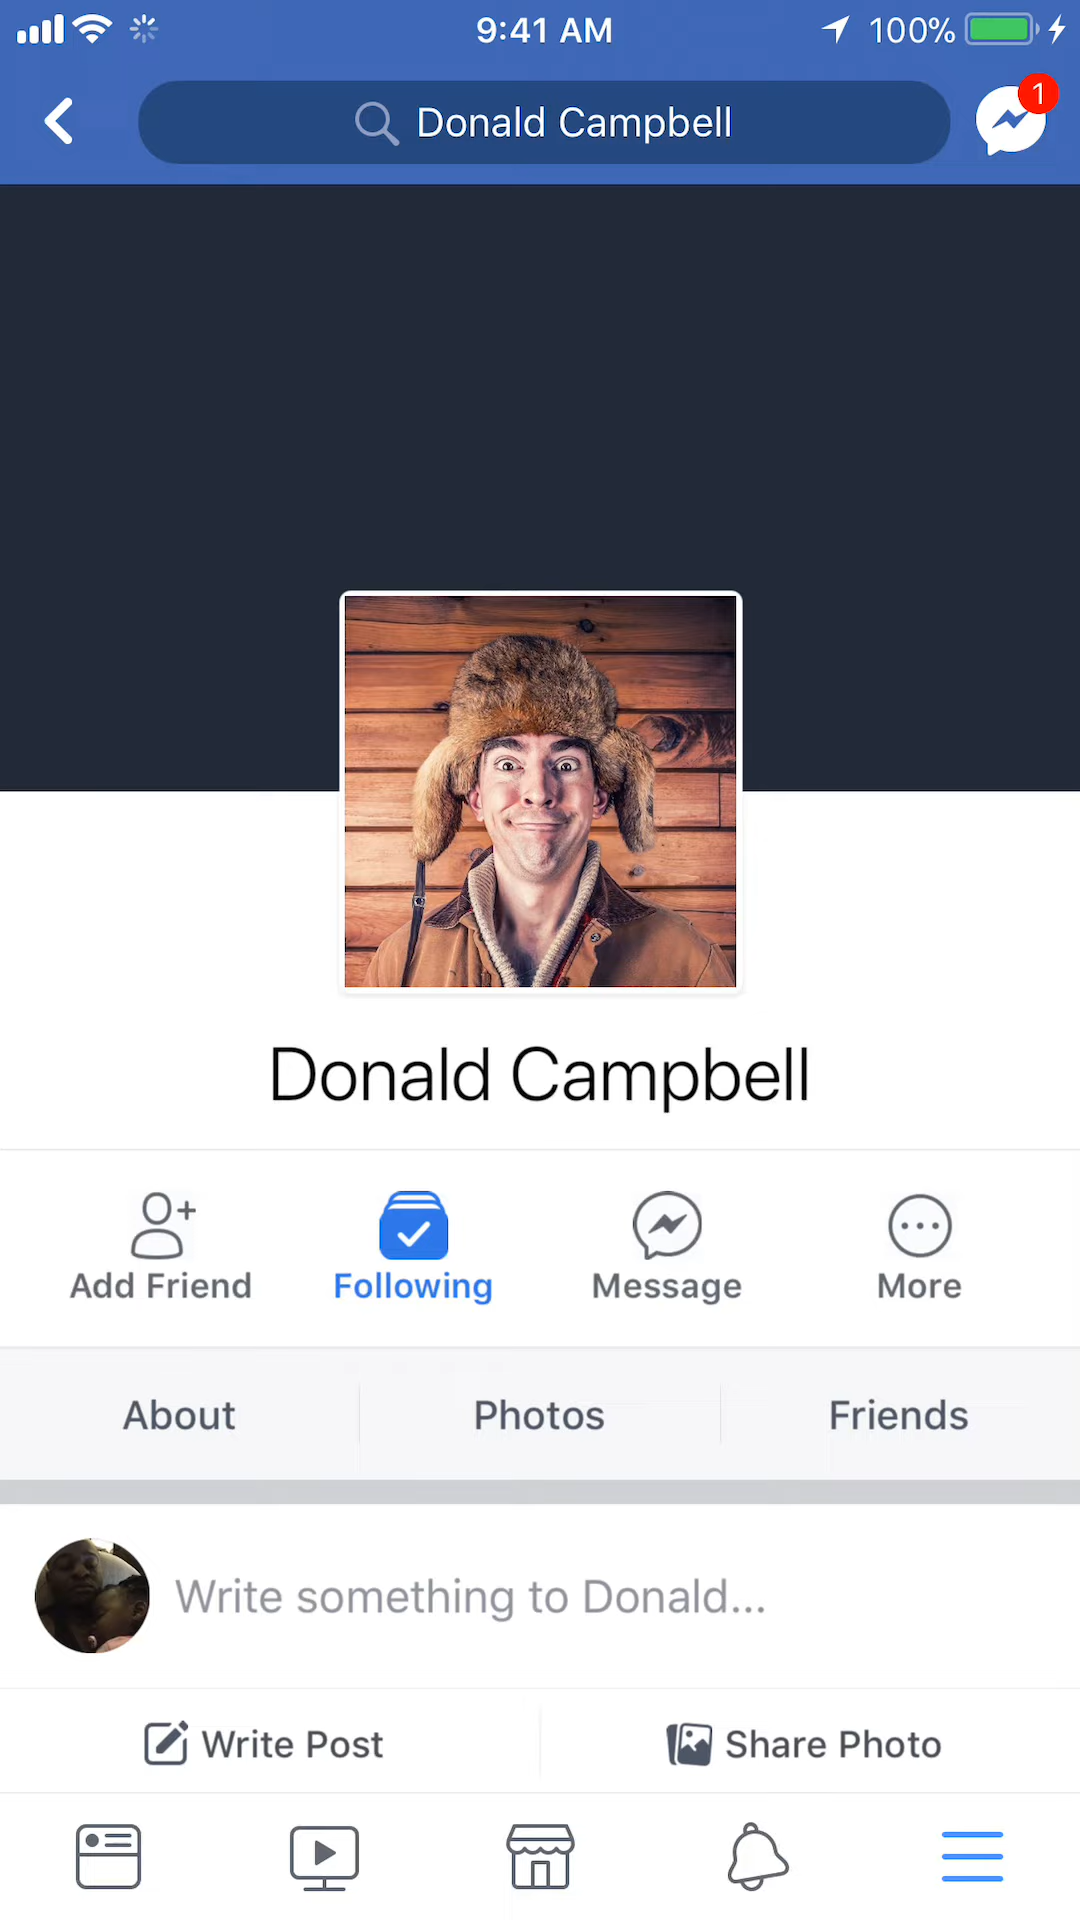 9:41 AM
100%
Donald Campbell
1
Donald Campbell
Add Friend
Following
Message
More
About
Photos
Friends
Write something to Donald...
Write Post
Share Photo